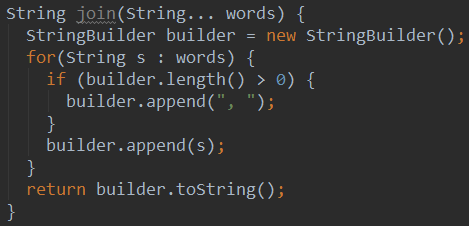 String join(String... words) {
  StringBuilder builder = new StringBuilder();
  for(String s : words) {
    if (builder.length() > 0) {
      builder.append(", ");
    }
    builder.append(s);
  }
  return builder.toString();
}